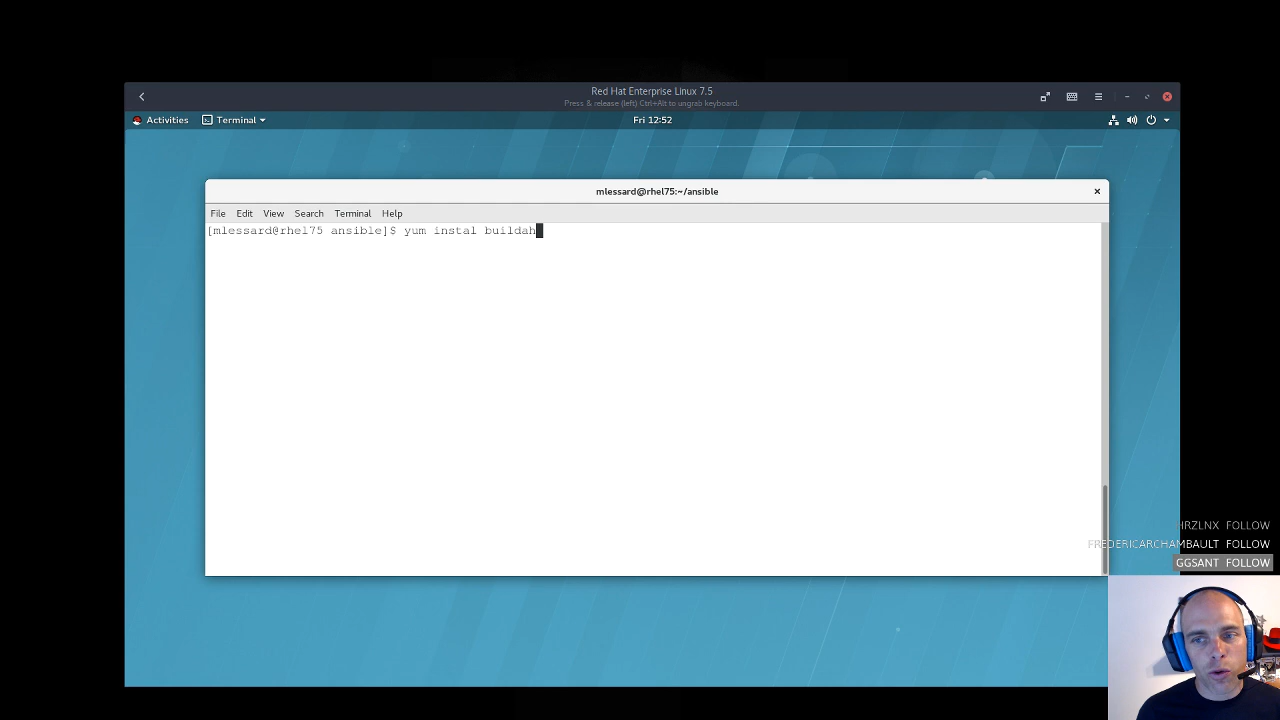 Red Hat Enterprise Linux 7.5
Press & release (left) Ctrl+Alt to ungrab keyboard.
Activities Terminal Fri 12:52
mlessard@rhel75:~/ansible
File Edit View Search Terminal Help
[mlessard@rhel75 ansible]$ yum instal buildah
HRZLNX FOLLOW
FREDERICARCHAMBAULT FOLLOW
GGSANT FOLLOW